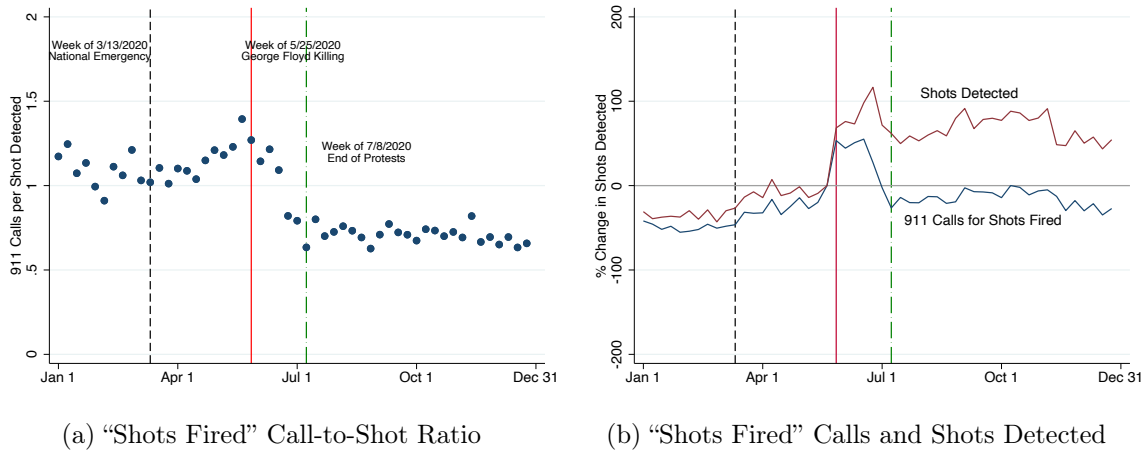 2
1.5
1
.5
0
911 Calls per Shot Detected
Week of 3/13/2020
National Emergency
Week of 5/25/2020
George Floyd Killing
Week of 7/8/2020
End of Protests
Jan 1
Apr 1
Jul 1
Oct 1
Dec 31
(a) “Shots Fired” Call-to-Shot Ratio
200
100
0
-100
-200
% Change in Shots Detected
Shots Detected
911 Calls for Shots Fired
Jan 1
Apr 1
Jul 1
Oct 1
Dec 31
(b) “Shots Fired” Calls and Shots Detected